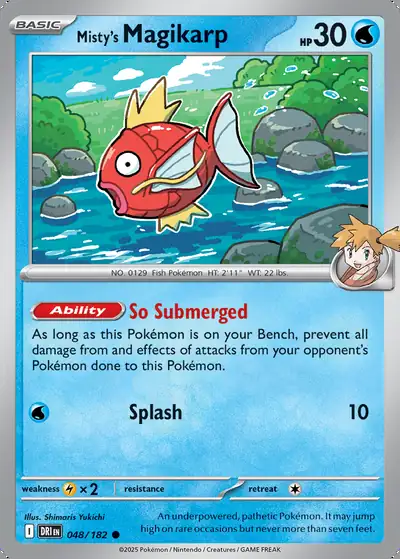 BASIC
Misty's Magikarp
HP 30
NO. 0129 Fish Pokémon HT: 2'11" WT: 22 lbs.
Ability So Submerged
As long as this Pokémon is on your Bench, prevent all
damage from and effects of attacks from your opponent's
Pokémon done to this Pokémon.
Splash 10
weakness ×2 resistance retreat
Illus. Shimaris Yukichi
I DRI EN 048/182
An underpowered, pathetic Pokémon. It may jump
high on rare occasions but never more than seven feet.
©2025 Pokémon / Nintendo / Creatures / GAME FREAK